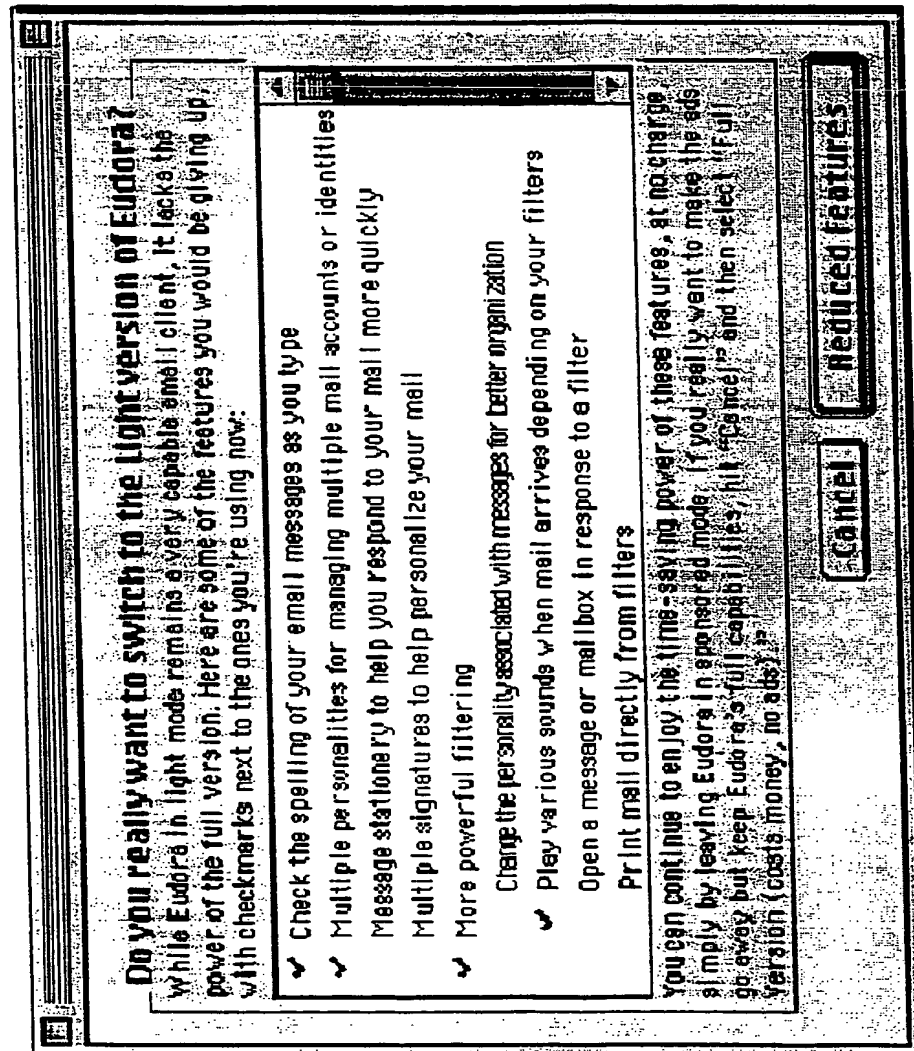 Do you really want to switch to the light version of Eudora?
While Eudora in light mode remains a very capable email client, it lacks the
power of the full version. Here are some of the features you would be giving up,
with checkmarks next to the ones you're using now:
✓ Check the spelling of your email messages as you type
✓ Multiple personalities for managing multiple mail accounts or identities
Message stationery to help you respond to your mail more quickly
Multiple signatures to help personalize your mail
✓ More powerful filtering
Change the personality associated with messages for better organization
✓ Play various sounds when mail arrives depending on your filters
Open a message or mailbox in response to a filter
Print mail directly from filters
You can continue to enjoy the time-saving power of these features, at no charge,
simply by leaving Eudora in sponsored mode. If you really want to make the ads
go away but keep Eudora's full capabilities, hit "Cancel" and then select "Full
version (costs money, no ads)."
Cancel
Reduced Features